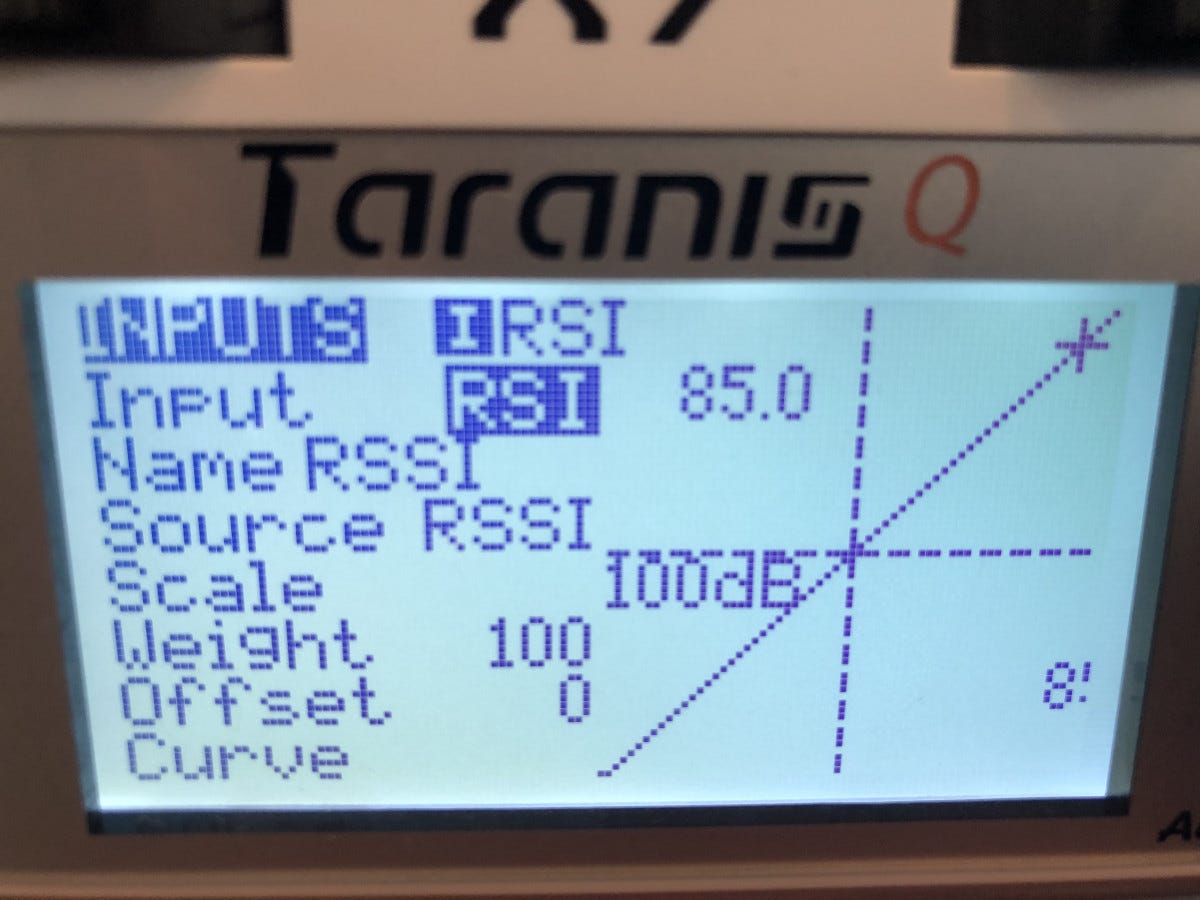 Taranis Q
INPUTS IRSI
Input RSI 85.0
Name RSSI
Source RSSI
Scale 100dB
Weight 100
Offset 0
Curve